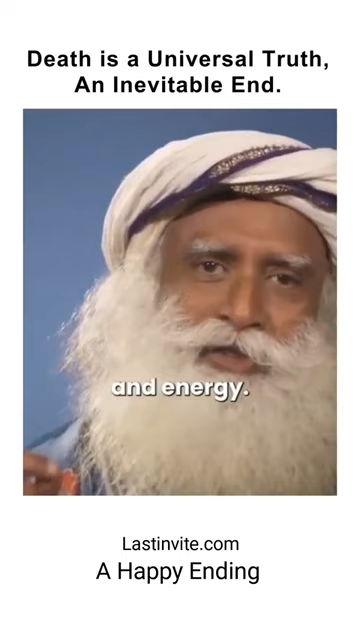 Death is a Universal Truth,
An Inevitable End.
and energy.
Lastinvite.com
A Happy Ending